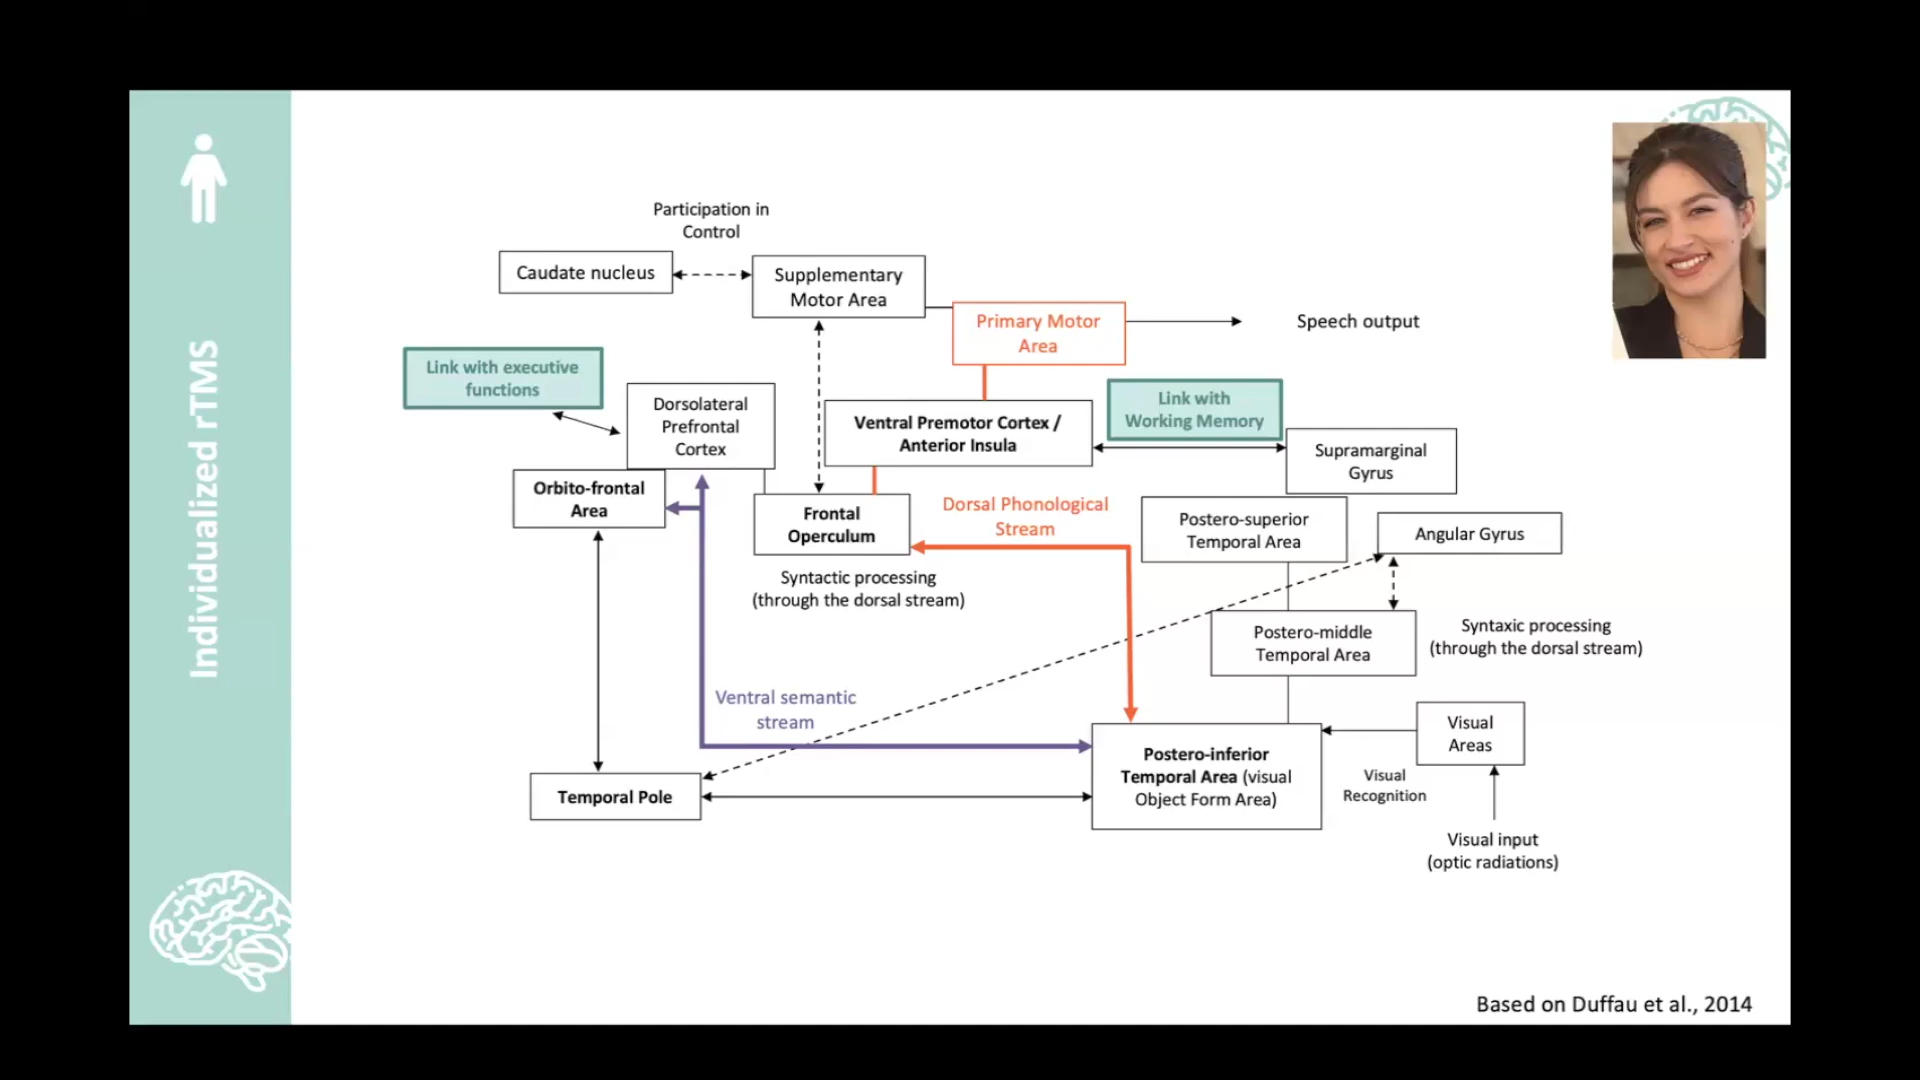 Individualized rTMS
Participation in
Control
Caudate nucleus
Supplementary
Motor Area
Primary Motor
Area
Speech output
Link with executive
functions
Dorsolateral
Prefrontal
Cortex
Ventral Premotor Cortex /
Anterior Insula
Link with
Working Memory
Supramarginal
Gyrus
Orbito-frontal
Area
Frontal
Operculum
Dorsal Phonological
Stream
Postero-superior
Temporal Area
Angular Gyrus
Syntactic processing
(through the dorsal stream)
Postero-middle
Temporal Area
Syntaxic processing
(through the dorsal stream)
Ventral semantic
stream
Visual
Areas
Postero-inferior
Temporal Area (visual
Object Form Area)
Visual
Recognition
Temporal Pole
Visual input
(optic radiations)
Based on Duffau et al., 2014